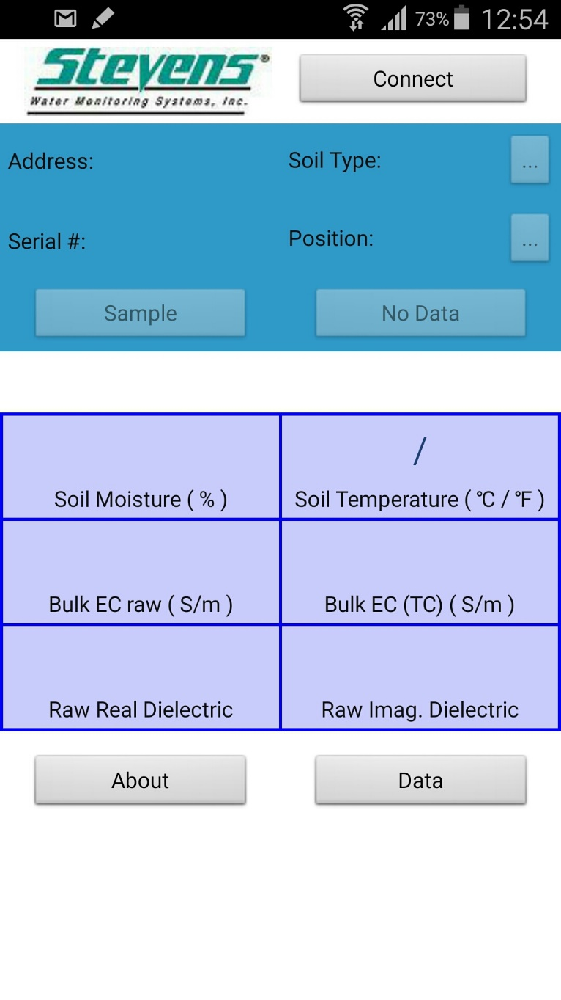 73% 12:54
Stevens®
Water Monitoring Systems, Inc.
Connect
Address:
Soil Type:
...
Serial #:
Position:
...
Sample
No Data
/
Soil Moisture ( % )
Soil Temperature ( ℃ / ℉ )
Bulk EC raw ( S/m )
Bulk EC (TC) ( S/m )
Raw Real Dielectric
Raw Imag. Dielectric
About
Data